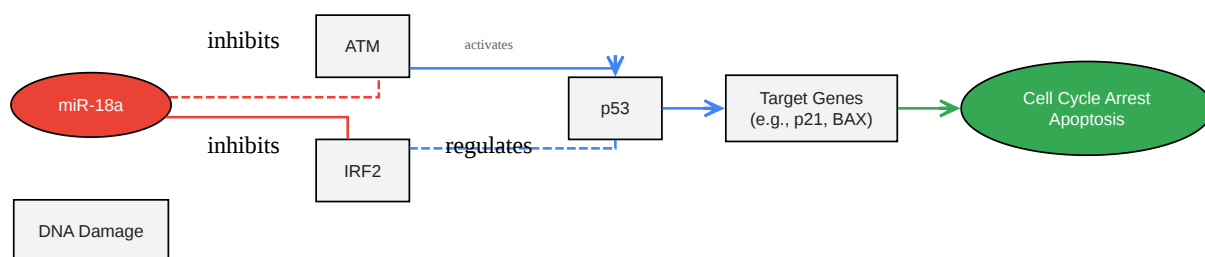 inhibits
ATM
activates
miR-18a
p53
Target Genes
(e.g., p21, BAX)
Cell Cycle Arrest
Apoptosis
inhibits
IRF2
regulates
DNA Damage